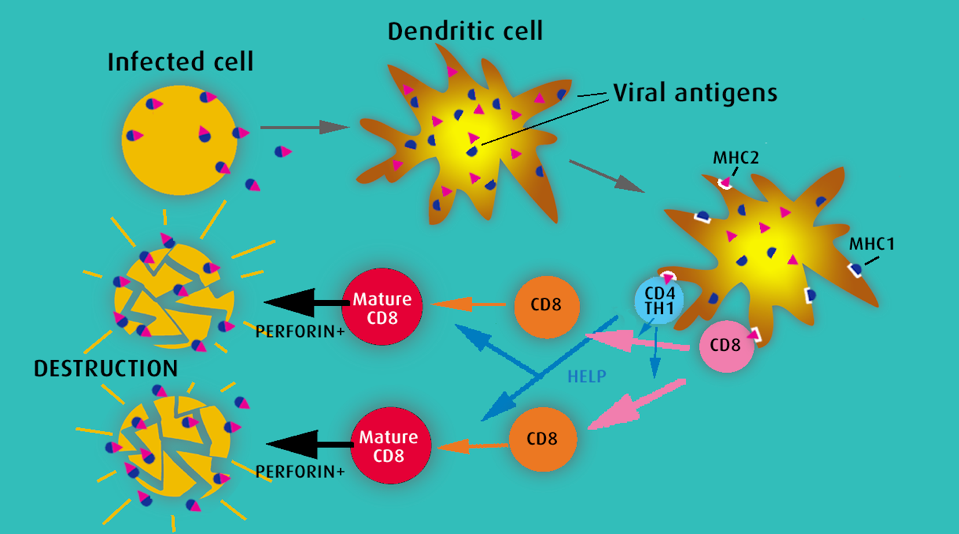 Dendritic cell
Infected cell
Viral antigens
MHC2
MHC1
CD4
TH1
CD8
CD8
Mature
CD8
PERFORIN+
HELP
DESTRUCTION
CD8
Mature
CD8
PERFORIN+